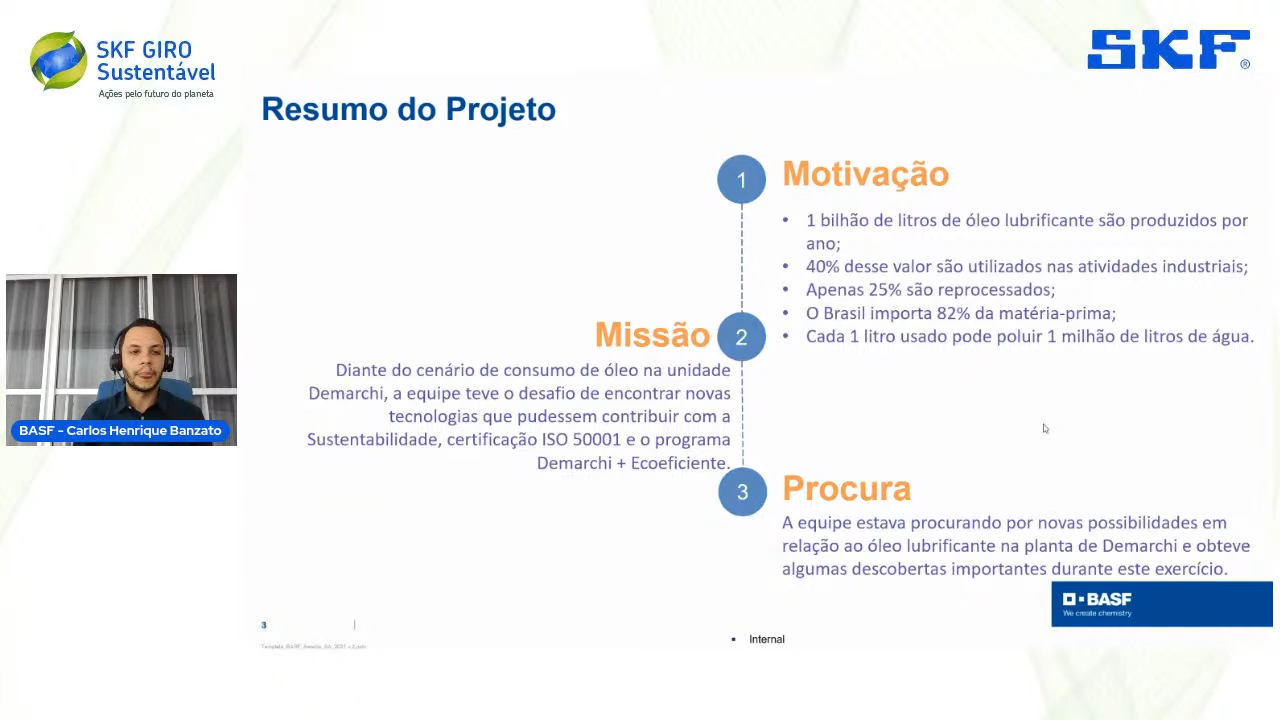 SKF GIRO
Sustentável
Ações pelo futuro do planeta
SKF
®
Resumo do Projeto
1
Motivação
• 1 bilhão de litros de óleo lubrificante são produzidos por
ano;
• 40% desse valor são utilizados nas atividades industriais;
• Apenas 25% são reprocessados;
• O Brasil importa 82% da matéria-prima;
• Cada 1 litro usado pode poluir 1 milhão de litros de água.
Missão
2
Diante do cenário de consumo de óleo na unidade
Demarchi, a equipe teve o desafio de encontrar novas
tecnologias que pudessem contribuir com a
Sustentabilidade, certificação ISO 50001 e o programa
Demarchi + Ecoeficiente.
BASF - Carlos Henrique Banzato
3
Procura
A equipe estava procurando por novas possibilidades em
relação ao óleo lubrificante na planta de Demarchi e obteve
algumas descobertas importantes durante este exercício.
BASF
We create chemistry
3
• Internal